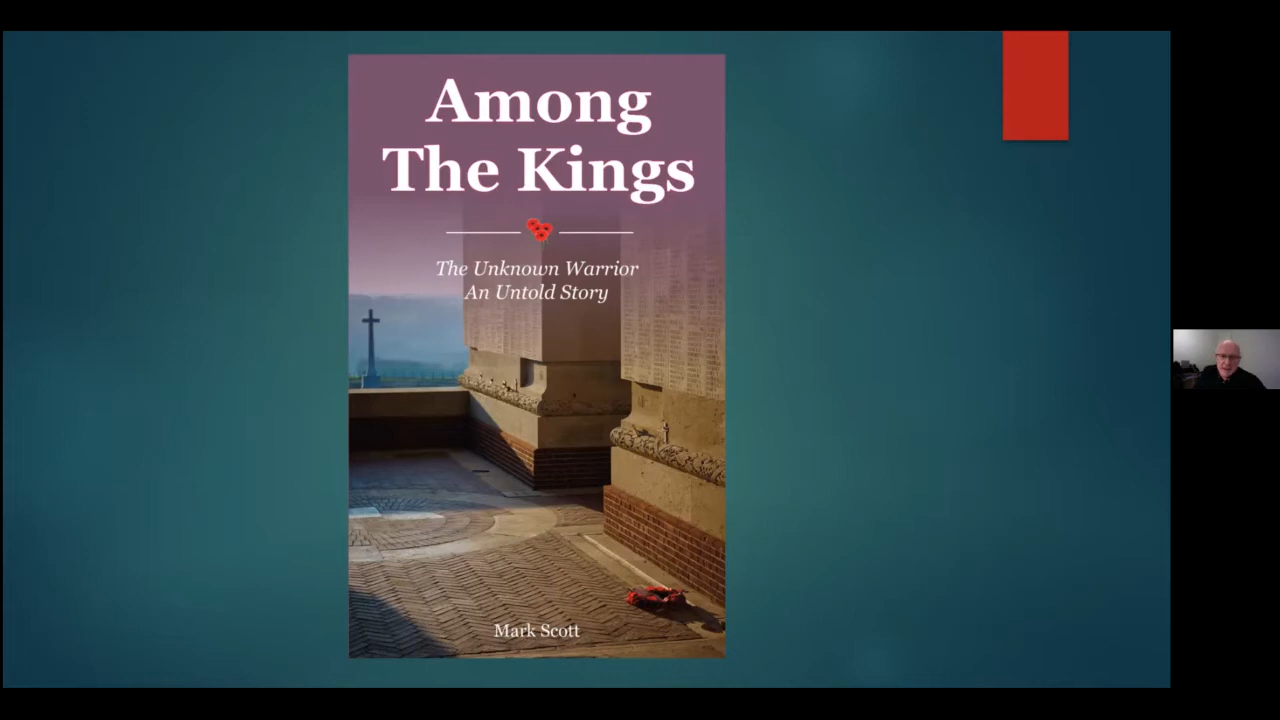 Among
The Kings
The Unknown Warrior
An Untold Story
Mark Scott